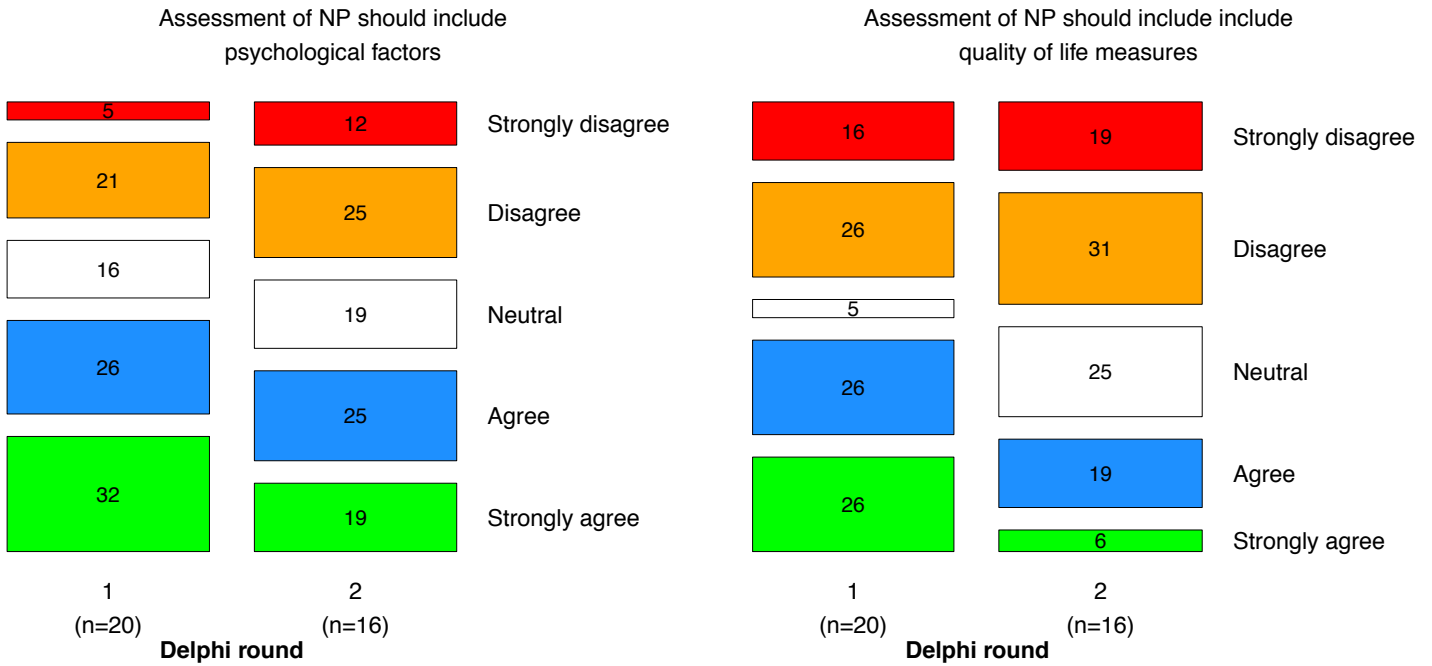 Assessment of NP should include
psychological factors
5
21
16
26
32
12
25
19
25
19
Strongly disagree
Disagree
Neutral
Agree
Strongly agree
1
(n=20)
2
(n=16)
Delphi round
Assessment of NP should include include
quality of life measures
16
26
5
26
26
19
31
25
19
6
Strongly disagree
Disagree
Neutral
Agree
Strongly agree
1
(n=20)
2
(n=16)
Delphi round